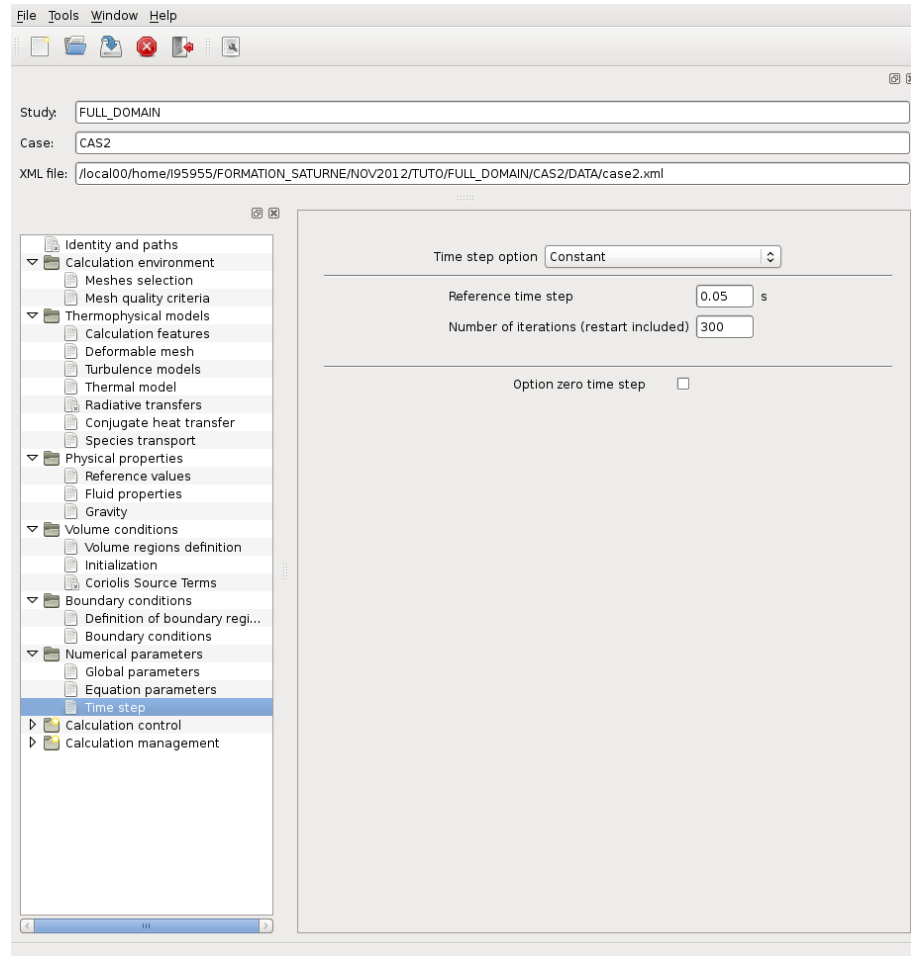 File Tools Window Help
Study: FULL_DOMAIN
Case: CAS2
XML file: /local00/home/I95955/FORMATION_SATURNE/NOV2012/TUTO/FULL_DOMAIN/CAS2/DATA/case2.xml
Identity and paths
Calculation environment
Meshes selection
Mesh quality criteria
Thermophysical models
Calculation features
Deformable mesh
Turbulence models
Thermal model
Radiative transfers
Conjugate heat transfer
Species transport
Physical properties
Reference values
Fluid properties
Gravity
Volume conditions
Volume regions definition
Initialization
Coriolis Source Terms
Boundary conditions
Definition of boundary regi...
Boundary conditions
Numerical parameters
Global parameters
Equation parameters
Time step
Calculation control
Calculation management
Time step option Constant
Reference time step 0.05 s
Number of iterations (restart included) 300
Option zero time step